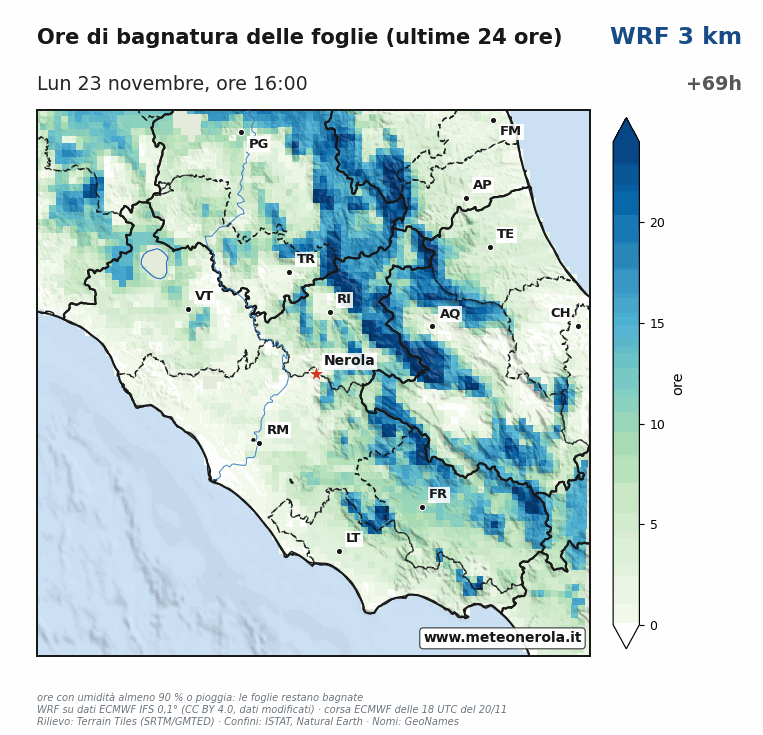 Ore di bagnatura delle foglie (ultime 24 ore)
WRF 3 km
Lun 23 novembre, ore 16:00
+69h
FM
PG
AP
TE
TR
VT
RI
AQ
CH
Nerola
RM
FR
LT
www.meteonerola.it
20
15
10
5
0
ore
ore con umidità almeno 90 % o pioggia: le foglie restano bagnate
WRF su dati ECMWF IFS 0,1° (CC BY 4.0, dati modificati) · corsa ECMWF delle 18 UTC del 20/11
Rilievo: Terrain Tiles (SRTM/GMTED) · Confini: ISTAT, Natural Earth · Nomi: GeoNames